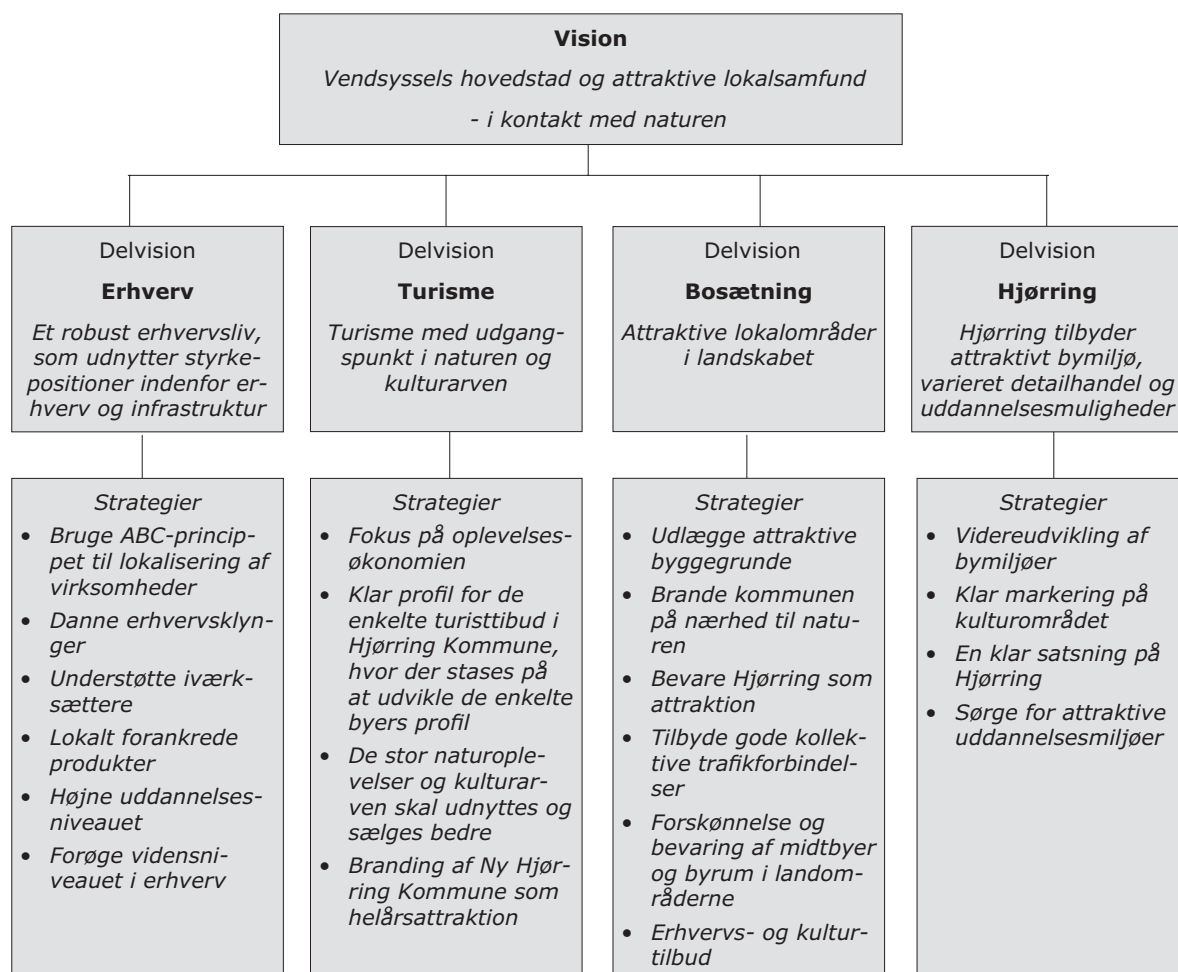 Vision
Vendsyssels hovedstad og attraktive lokalsamfund
- i kontakt med naturen
Delvision
Erhverv
Et robust erhvervsliv,
som udnytter styrke-
positioner indenfor er-
hverv og infrastruktur
Delvision
Turisme
Turisme med udgang-
spunkt i naturen og
kulturarven
Delvision
Bosætning
Attraktive lokalområder
i landskabet
Delvision
Hjørring
Hjørring tilbyder
attraktivt bymiljø,
varieret detailhandel og
uddannelsesmuligheder
Strategier
• Bruge ABC-princip-
pet til lokalisering af
virksomheder
• Danne erhvervsklyn-
ger
• Understøtte iværk-
sættere
• Lokalt forankrede
produkter
• Højne uddannelses-
niveauet
• Forøge vidensni-
veauet i erhverv
Strategier
• Fokus på oplevelses-
økonomien
• Klar profil for de
enkelte turisttibud i
Hjørring Kommune,
hvor der stases på
at udvikle de enkelte
byers profil
• De stor naturople-
velser og kulturar-
ven skal udnyttes og
sælges bedre
• Branding af Ny Hjør-
ring Kommune som
helårsattraktion
Strategier
• Udlægge attraktive
byggegrunde
• Brande kommunen
på nærhed til natu-
ren
• Bevare Hjørring som
attraktion
• Tilbyde gode kollek-
tive trafikforbindel-
ser
• Forskønnelse og
bevaring af midtbyer
og byrum i landom-
råderne
• Erhvervs- og kultur-
tilbud
Strategier
• Videreudvikling af
bymiljøer
• Klar markering på
kulturområdet
• En klar satsning på
Hjørring
• Sørge for attraktive
uddannelsesmiljøer